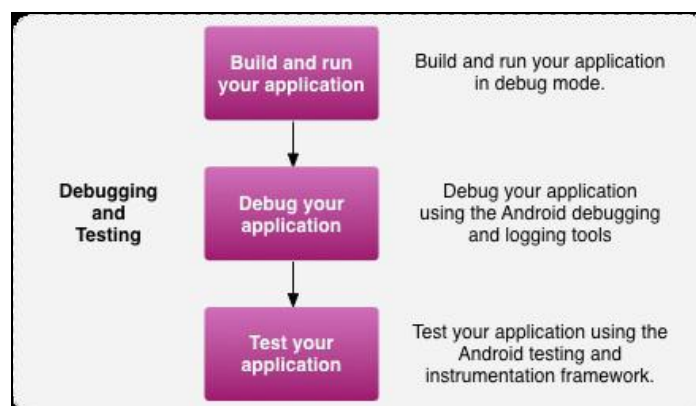 Build and run
your application
Build and run your application
in debug mode.
Debugging
and
Testing
Debug your
application
Debug your application
using the Android debugging
and logging tools
Test your
application
Test your application using the
Android testing and
instrumentation framework.